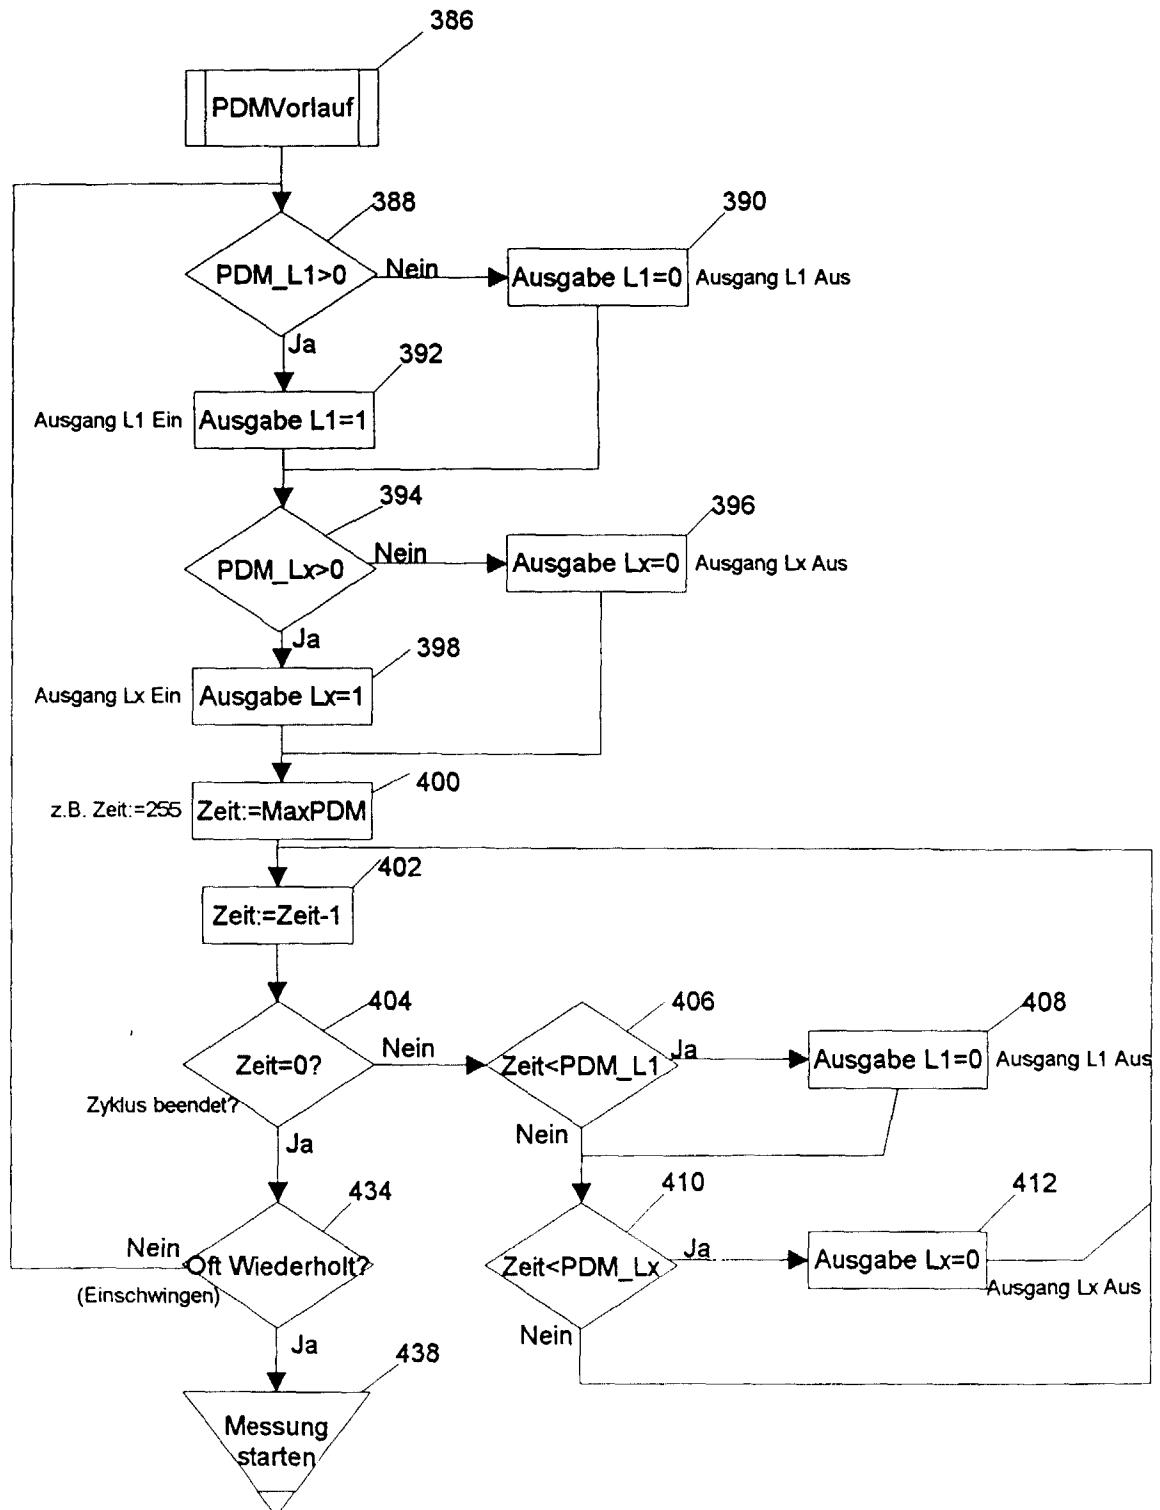 386
PDMVorlauf
388
390
PDM_L1>0
Nein
Ausgabe L1=0
Ausgang L1 Aus
Ja
392
Ausgang L1 Ein
Ausgabe L1=1
394
396
PDM_Lx>0
Nein
Ausgabe Lx=0
Ausgang Lx Aus
Ja
398
Ausgang Lx Ein
Ausgabe Lx=1
400
z.B. Zeit:=255
Zeit:=MaxPDM
402
Zeit:=Zeit-1
404
406
408
Zeit=0?
Nein
Zeit<PDM_L1
Ja
Ausgabe L1=0
Ausgang L1 Aus
Zyklus beendet?
Ja
Nein
434
410
412
Nein
Oft Wiederholt?
(Einschwingen)
Zeit<PDM_Lx
Ja
Ausgabe Lx=0
Ausgang Lx Aus
Ja
Nein
438
Messung
starten